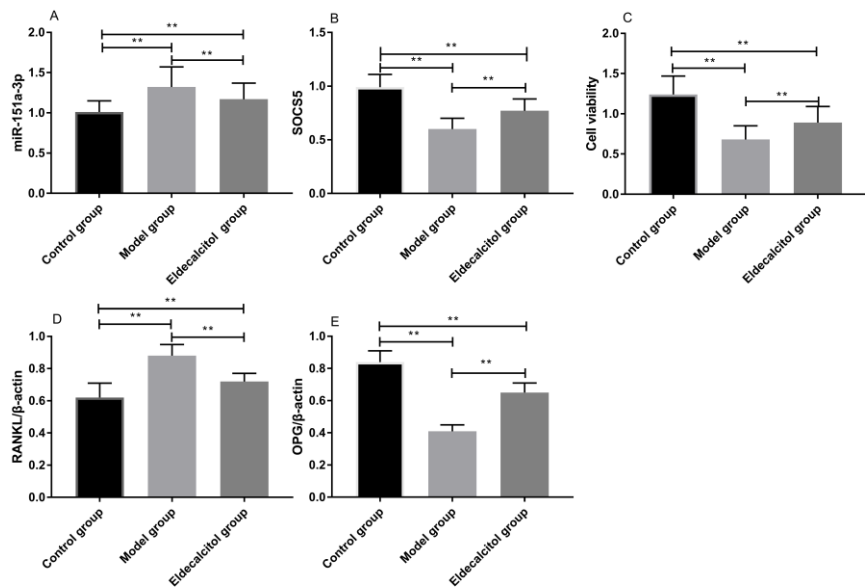 A
**
**
**
miR-151a-3p
2.0
1.5
1.0
0.5
0.0
Control group
Model group
Eldecalcitol group
B
**
**
**
SOCS5
1.5
1.0
0.5
0.0
Control group
Model group
Eldecalcitol group
C
**
**
**
Cell viability
2.0
1.5
1.0
0.5
0.0
Control group
Model group
Eldecalcitol group
D
**
**
**
RANKL/β-actin
1.0
0.8
0.6
0.4
0.2
0.0
Control group
Model group
Eldecalcitol group
E
**
**
**
OPG/β-actin
1.0
0.8
0.6
0.4
0.2
0.0
Control group
Model group
Eldecalcitol group